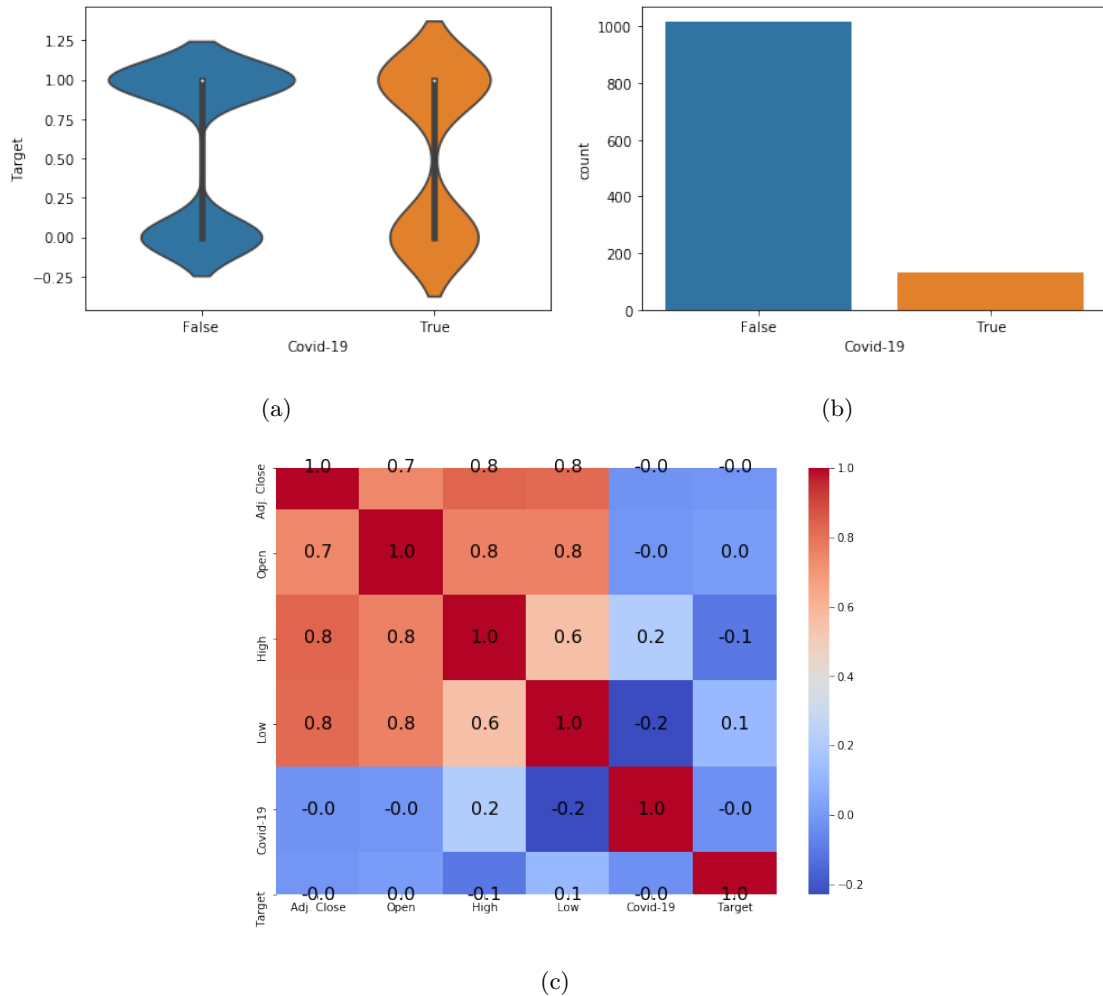 1.25
1.00
0.75
0.50
0.25
0.00
−0.25
Target
False True
Covid-19
1000
800
600
400
200
0
count
False True
Covid-19
(a) (b)
Adj. Close 1.0 0.7 0.8 0.8 -0.0 -0.0
Open 0.7 1.0 0.8 0.8 -0.0 0.0
High 0.8 0.8 1.0 0.6 0.2 -0.1
Low 0.8 0.8 0.6 1.0 -0.2 0.1
Covid-19 -0.0 -0.0 0.2 -0.2 1.0 -0.0
Target -0.0 0.0 -0.1 0.1 -0.0 1.0
Adj. Close Open High Low Covid-19 Target
1.0
0.8
0.6
0.4
0.2
0.0
−0.2
(c)